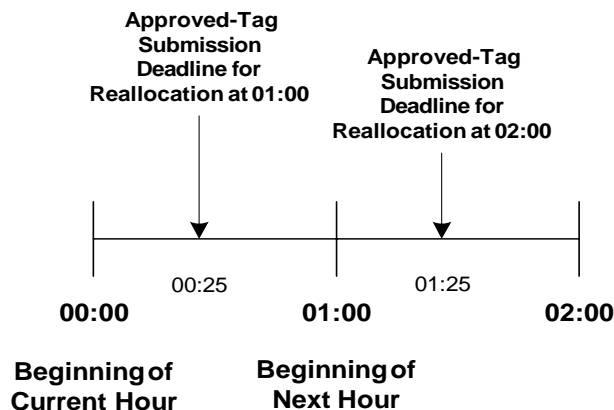 Approved-Tag
Submission
Deadline for
Reallocation at 01:00
Approved-Tag
Submission
Deadline for
Reallocation at 02:00
00:25
01:25
00:00
01:00
02:00
Beginning of
Current Hour
Beginning of
Next Hour